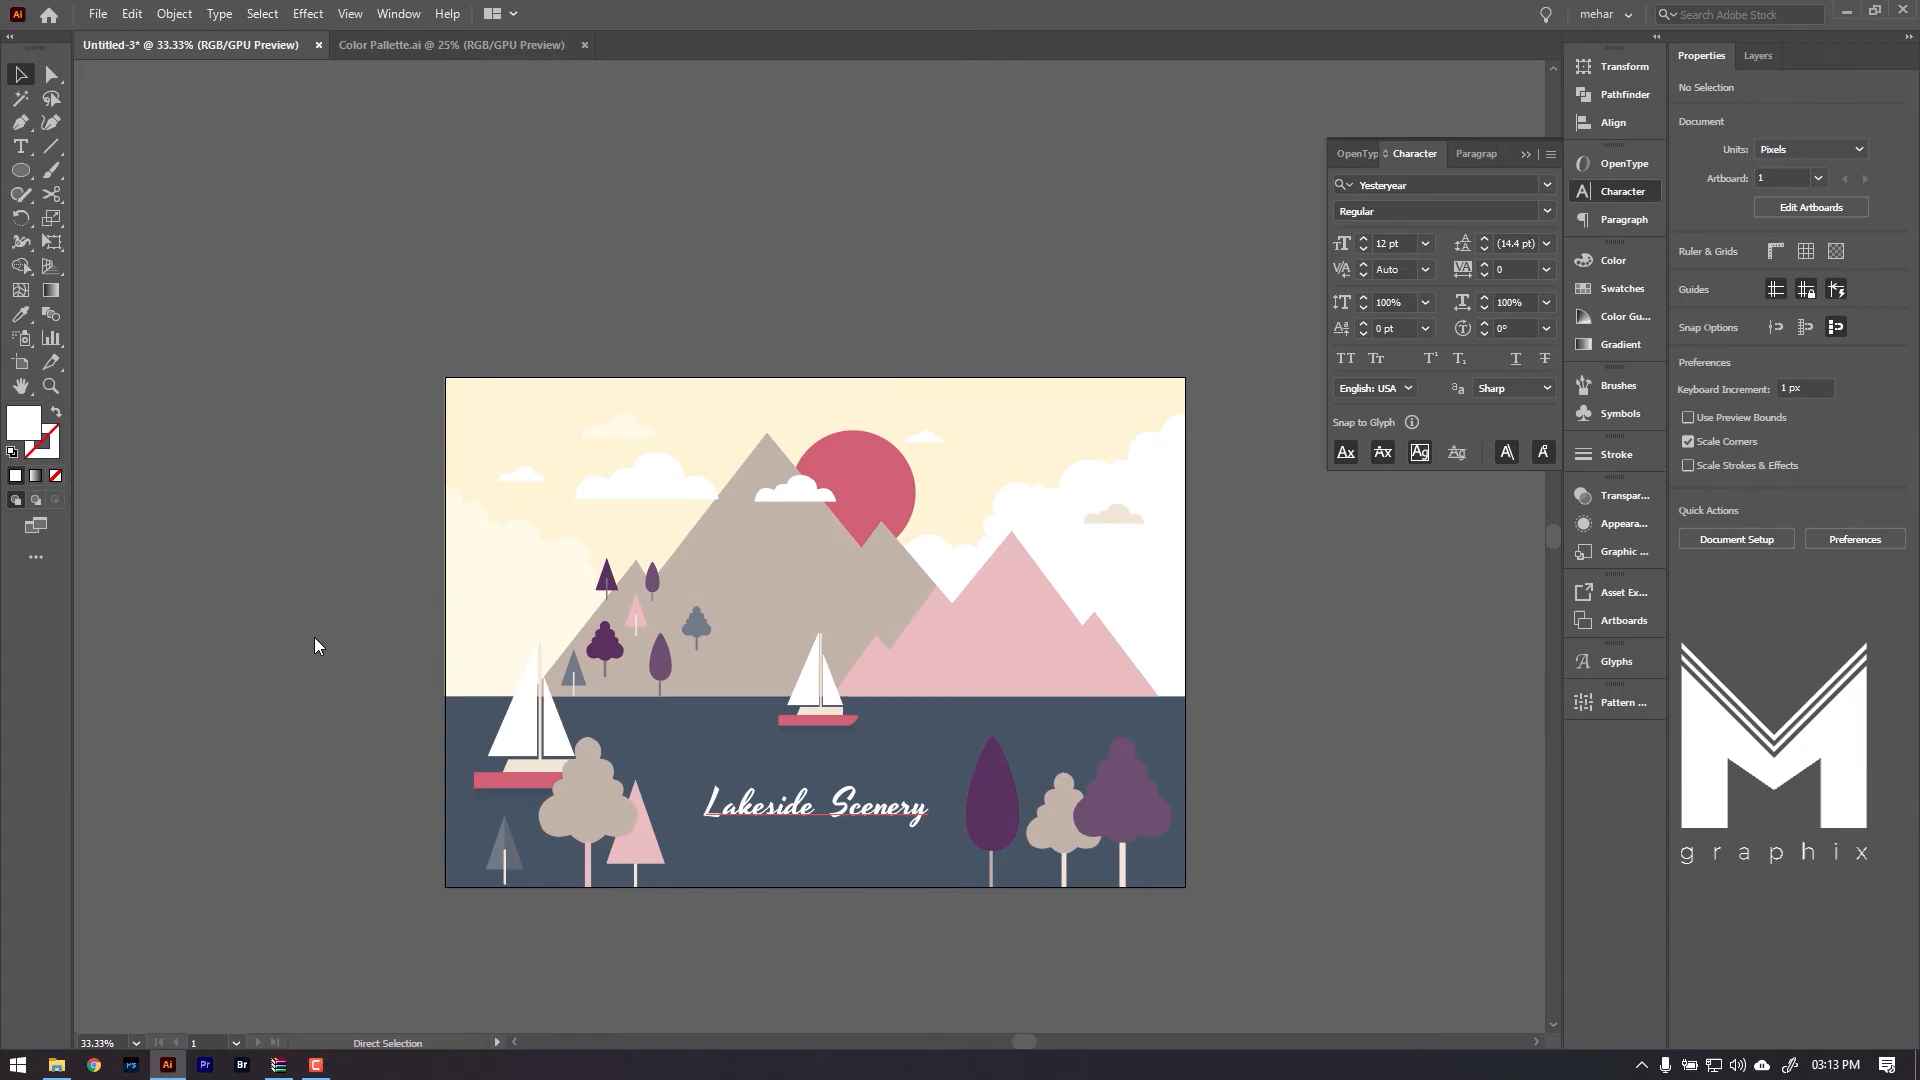 Ai File Edit Object Type Select Effect View Window Help mehar Search Adobe Stock
Untitled-3* @ 33.33% (RGB/GPU Preview) × Color Pallette.ai @ 25% (RGB/GPU Preview) ×
Transform
Pathfinder
Align
OpenType
Character
Paragraph
Color
Swatches
Color Gu...
Gradient
Brushes
Symbols
Stroke
Transpar...
Appeara...
Graphic ...
Asset Ex...
Artboards
Glyphs
Pattern ...
OpenTyp Character Paragrap
Yesteryear
Regular
12 pt (14.4 pt)
Auto 0
100% 100%
0 pt 0°
English: USA Sharp
Snap to Glyph
Properties Layers
No Selection
Document
Units: Pixels
Artboard: 1
Edit Artboards
Ruler & Grids
Guides
Snap Options
Preferences
Keyboard Increment: 1 px
Use Preview Bounds
Scale Corners
Scale Strokes & Effects
Quick Actions
Document Setup Preferences
M
graphix
Lakeside Scenery
33.33% 1 Direct Selection
Ps Ai Pr Br C 03:13 PM